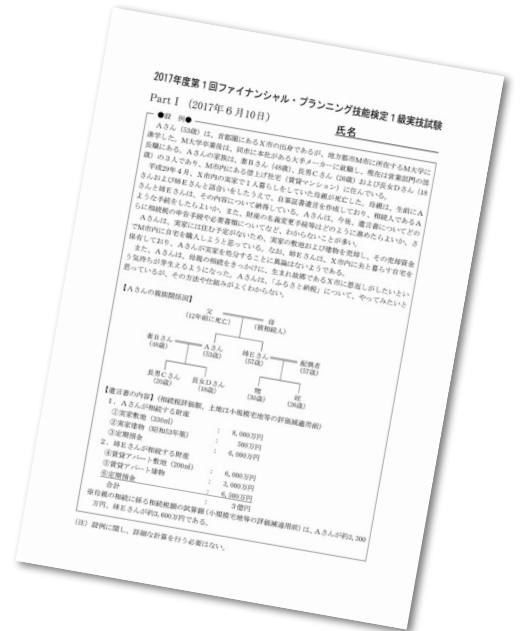 2017年度第1回ファイナンシャル・プランニング技能検定1級実技試験
Part I （2017年6月10日）
氏名
●設 例●
Aさん（53歳）は、首都圏にあるX市の出身であるが、地方都市M市に所在するM大学に
進学した。M大学卒業後は、同市に本社がある大手メーカーに就職し、現在は営業部門の部
長職にある。Aさんの家族は、妻Bさん（48歳）、長男Cさん（20歳）および長女Dさん（18
歳）の3人であり、M市内にある借上げ社宅（賃貸マンション）に住んでいる。
平成29年4月、X市内の実家で1人暮らしをしていた母親が死亡した。母親は、生前にA
さんおよび姉Eさんと話合いをしたうえで、自筆証書遺言を作成しており、相続人であるA
さんと姉Eさんは、その内容について納得している。Aさんは、今後、遺言書についてどの
ような手続をしたらよいか、また、財産の名義変更手続等はどのように進めたらよいか、さ
らに相続税の申告手続や必要書類についてなど、わからないことが多い。
Aさんは、実家には住む予定がないため、実家の敷地および建物を売却し、その売却資金
でM市内に自宅を購入しようと思っている。なお、姉Eさんは、X市内に夫と暮らす自宅を
保有しており、Aさんが実家を処分することに異論はないようである。
また、Aさんは、母親の相続をきっかけに、生まれ故郷であるX市に恩返しがしたいとい
う気持ちが芽生えるようになった。Aさんは、「ふるさと納税」について、やってみたいと
思っているが、その方法や仕組みがよくわからない。
【Aさんの親族関係図】
父 母
（12年前に死亡） （被相続人）
妻Bさん Aさん 姉Eさん 配偶者
（48歳） （53歳） （57歳） （57歳）
長男Cさん 長女Dさん 甥 姪
（20歳） （18歳） （30歳） （26歳）
【遺言書の内容】（相続税評価額、土地は小規模宅地等の評価減適用前）
1．Aさんが相続する財産
①実家敷地（330㎡） ： 8,000万円
②実家建物（昭和53年築） ： 500万円
③定期預金 ： 6,000万円
2．姉Eさんが相続する財産
④賃貸アパート敷地（200㎡） ： 6,000万円
⑤賃貸アパート建物 ： 3,000万円
⑥定期預金 ： 6,500万円
合計 ： 3億円
※母親の相続に係る相続税額の試算額（小規模宅地等の評価減適用前）は、Aさんが約3,300
万円、姉Eさんが約3,600万円である。
（注）設例に関し、詳細な計算を行う必要はない。